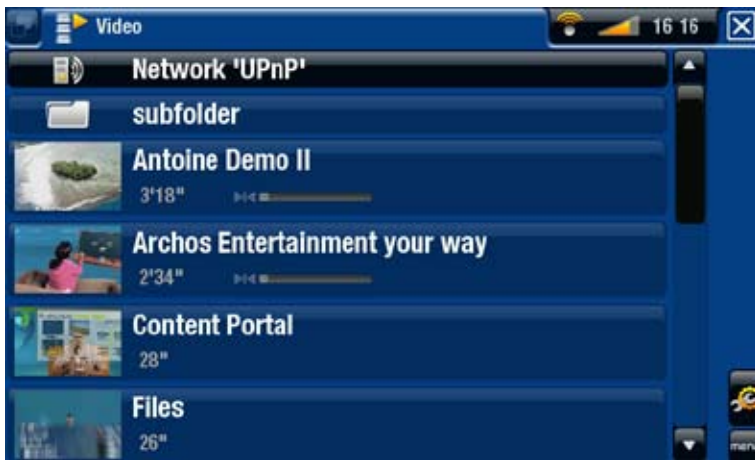 Video
16 16
Network 'UPnP'
subfolder
Antoine Demo II
3'18"
Archos Entertainment your way
2'34"
Content Portal
28"
Files
26"
menu